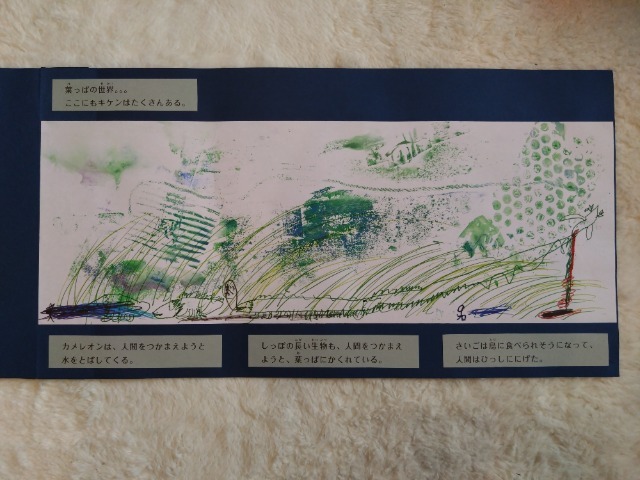 葉っぱの世界。。。
ここにもキケンはたくさんある。
カメレオンは、人間をつかまえようと
水をとばしてくる。
しっぽの長い生物も、人間をつかまえ
ようと、葉っぱにかくれている。
さいごは鳥に食べられそうになって、
人間はひっしににげた。